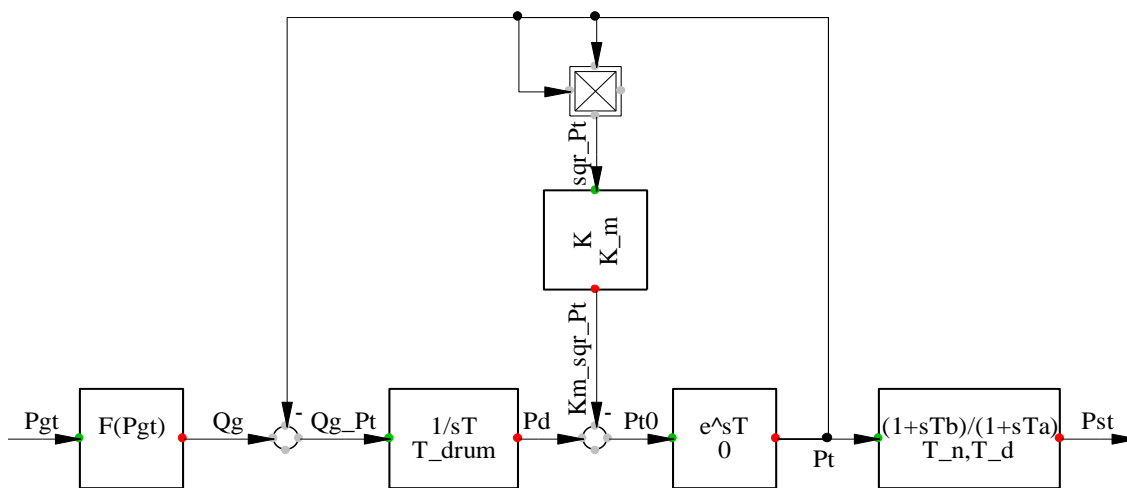 sqr_Pt
K
K_m
Km_sqr_Pt
Pgt
F(Pgt)
Qg
-
Qg_Pt
1/sT
T_drum
Pd
-
Pt0
e^sT
0
Pt
(1+sTb)/(1+sTa)
T_n,T_d
Pst